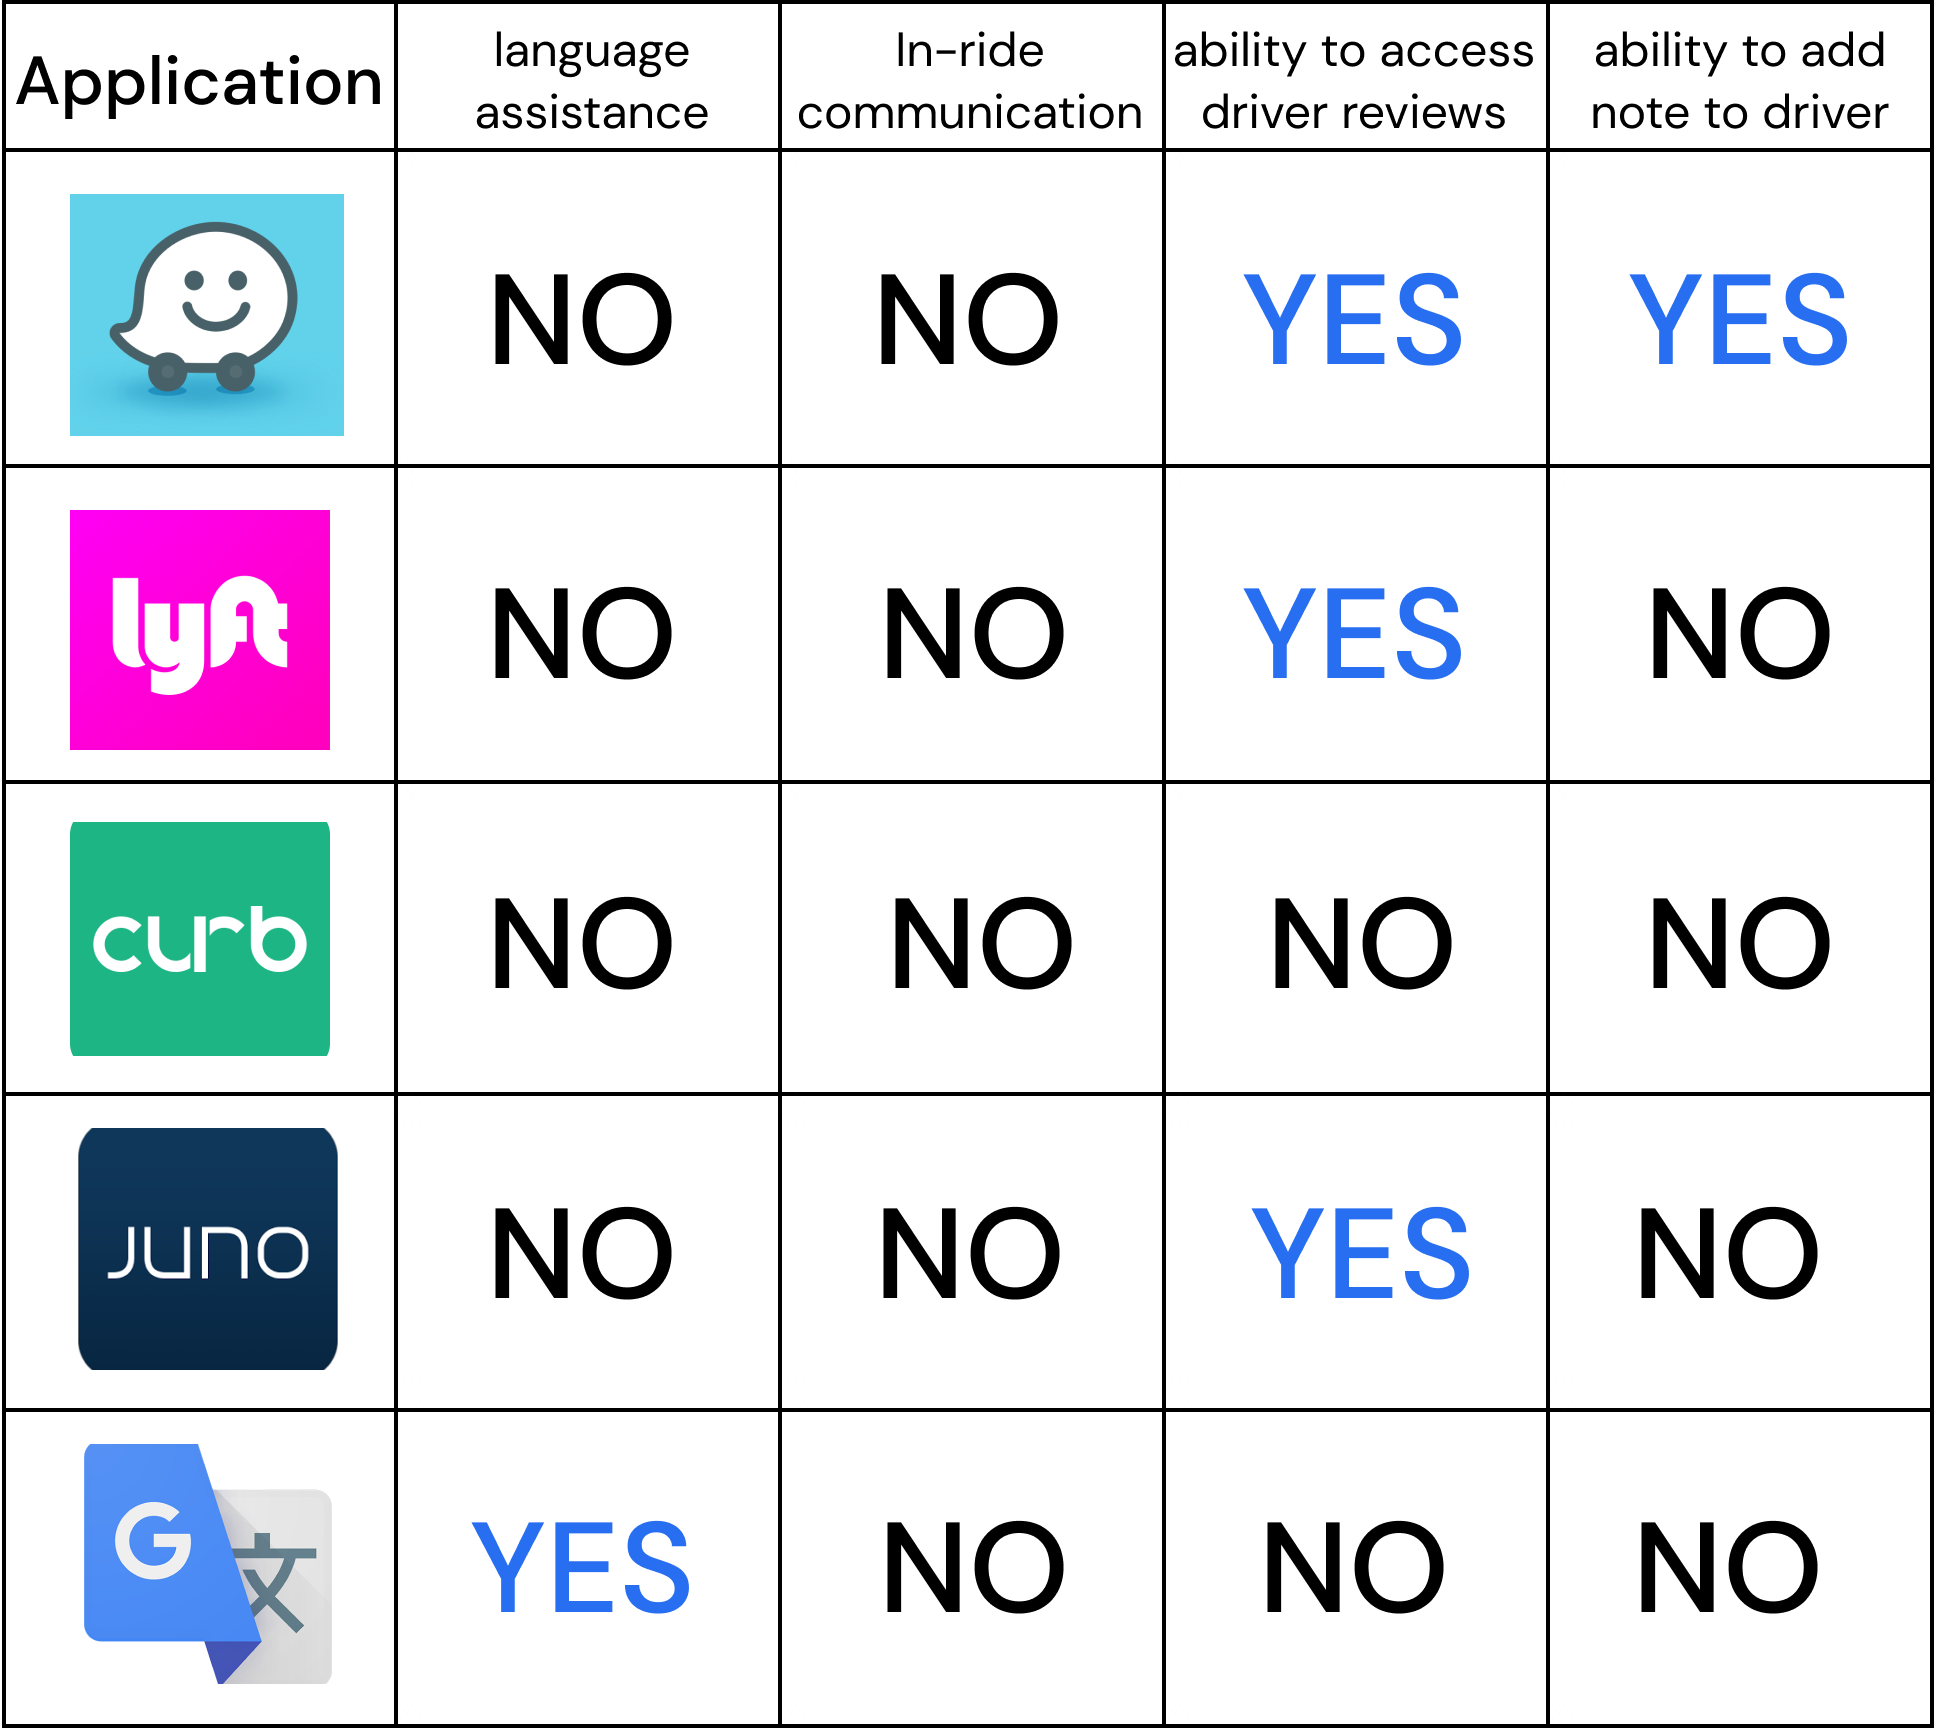 Application
language
assistance
In-ride
communication
ability to access
driver reviews
ability to add
note to driver
NO
NO
YES
YES
lyft
NO
NO
YES
NO
curb
NO
NO
NO
NO
JUNO
NO
NO
YES
NO
G
文
YES
NO
NO
NO